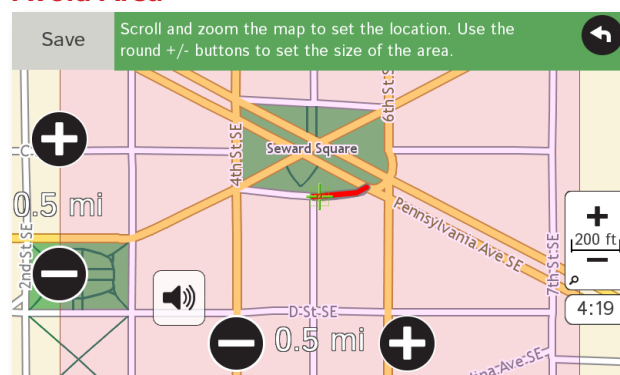 Save
Scroll and zoom the map to set the location. Use the
round +/- buttons to set the size of the area.
6th-St-S
4th St SE
Seward Square
C
0.5 mi
Pennsylvania Ave SE
2nd-St-SE
+
200 ft
−
7th-St-SE
4:19
D-St-SE
0.5 mi
ina-Ave-SE